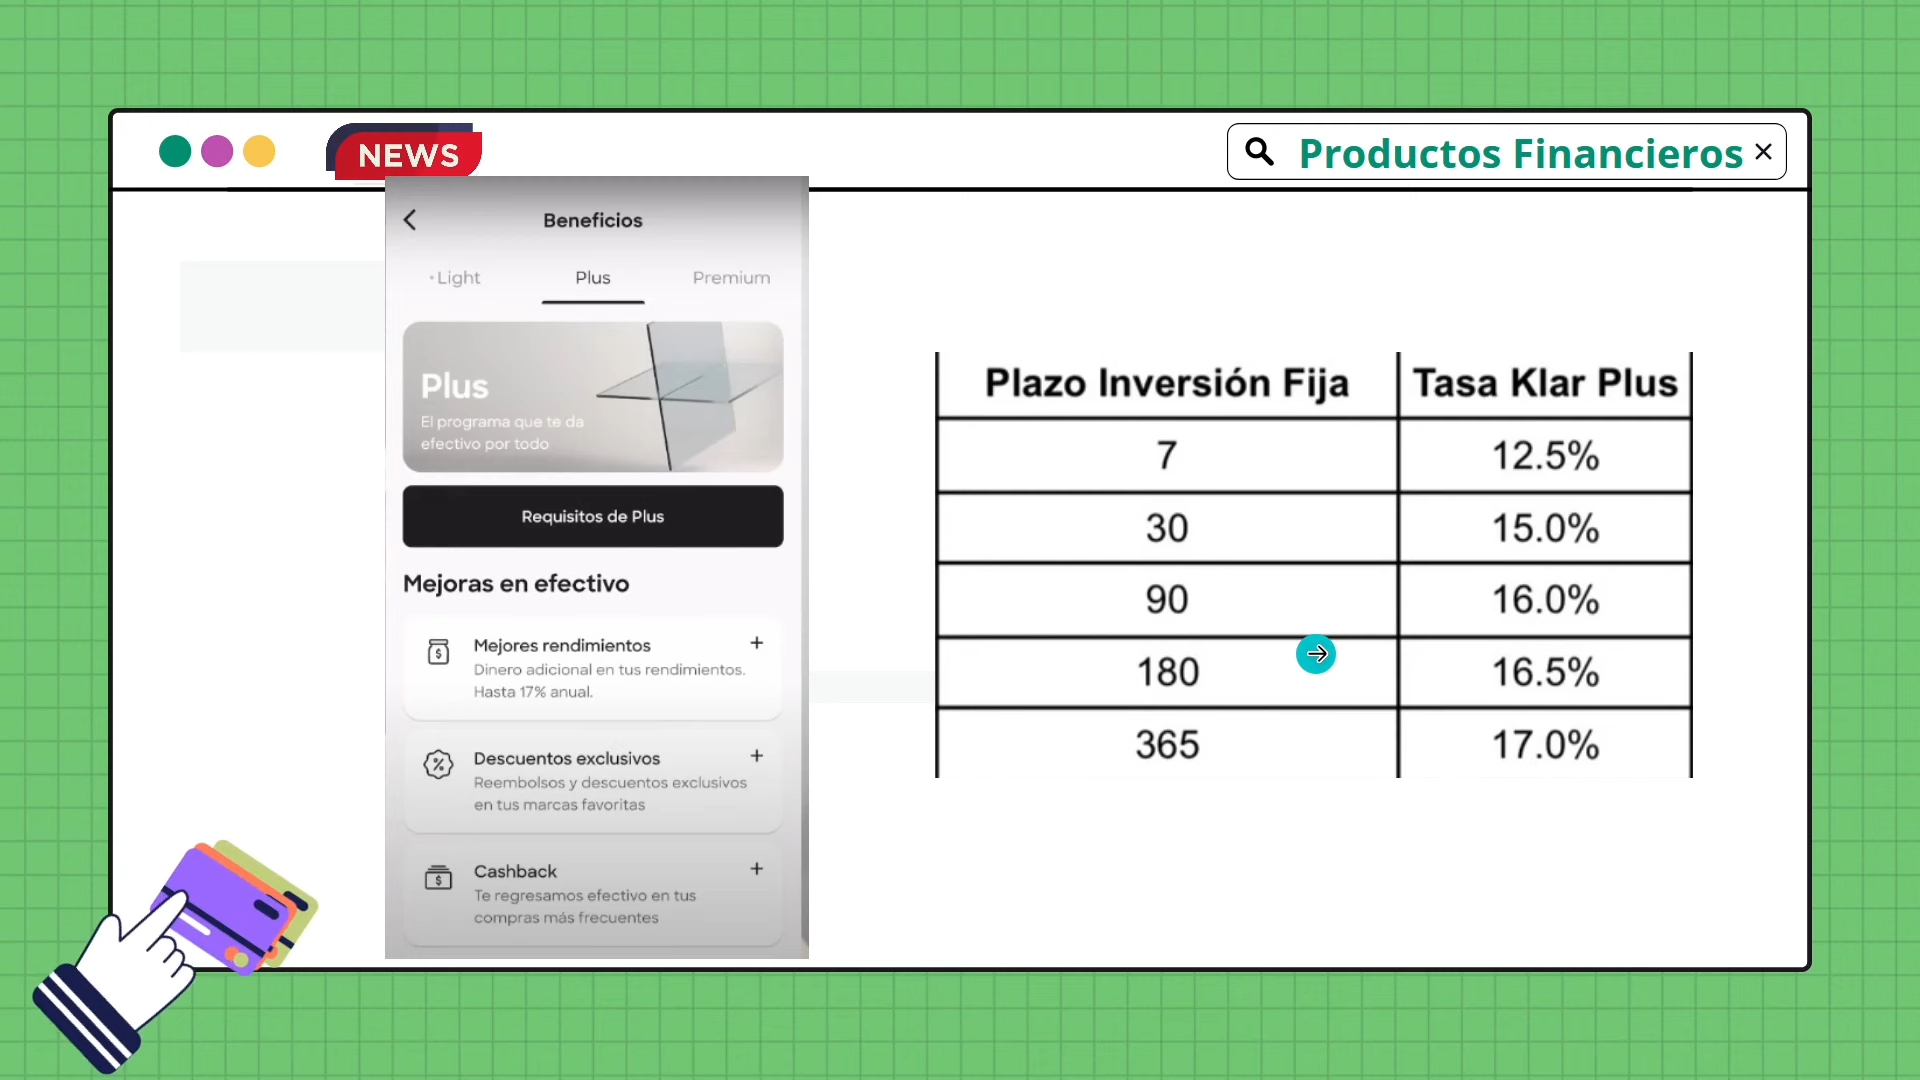 NEWS
Productos Financieros
Beneficios
Light Plus Premium
Plus
El programa que te da
efectivo por todo
Requisitos de Plus
Mejoras en efectivo
Mejores rendimientos
Dinero adicional en tus rendimientos.
Hasta 17% anual.
Descuentos exclusivos
Reembolsos y descuentos exclusivos
en tus marcas favoritas
Cashback
Te regresamos efectivo en tus
compras más frecuentes
Plazo Inversión Fija Tasa Klar Plus
7 12.5%
30 15.0%
90 16.0%
180 16.5%
365 17.0%